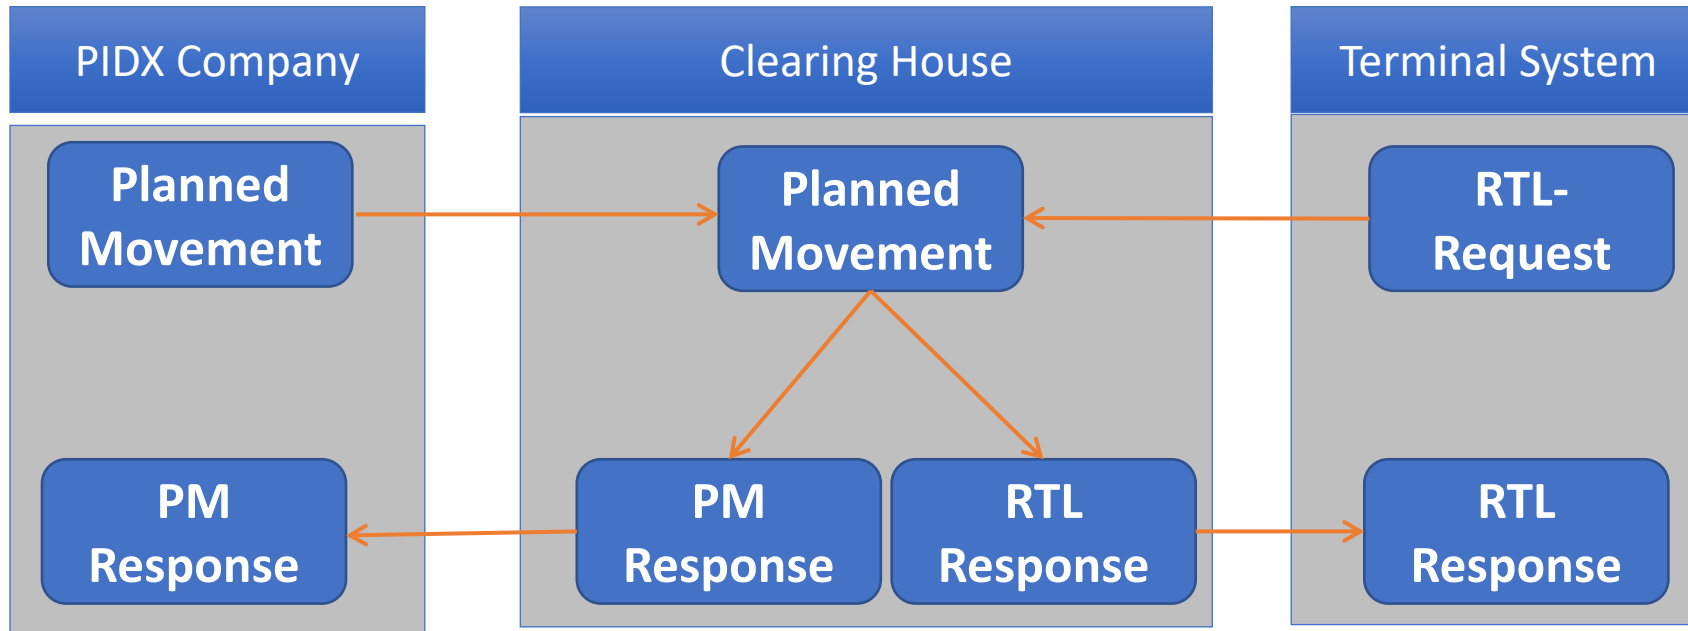 PIDX Company
Clearing House
Terminal System
Planned
Movement
Planned
Movement
RTL-
Request
PM
Response
PM
Response
RTL
Response
RTL
Response